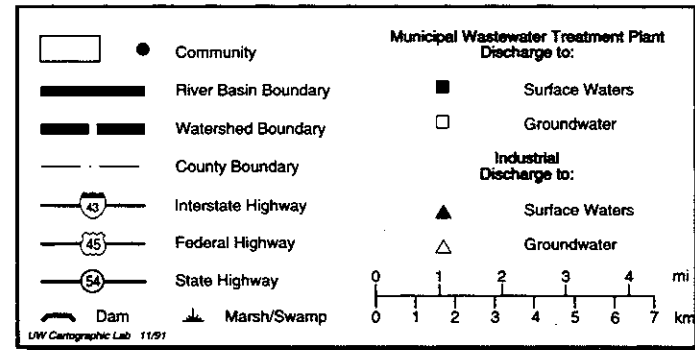 Community
River Basin Boundary
Watershed Boundary
County Boundary
43 Interstate Highway
45 Federal Highway
54 State Highway
Dam Marsh/Swamp
UW Cartographic Lab 11/91
Municipal Wastewater Treatment Plant
Discharge to:
Surface Waters
Groundwater
Industrial
Discharge to:
Surface Waters
Groundwater
0 1 2 3 4 mi
0 1 2 3 4 5 6 7 km